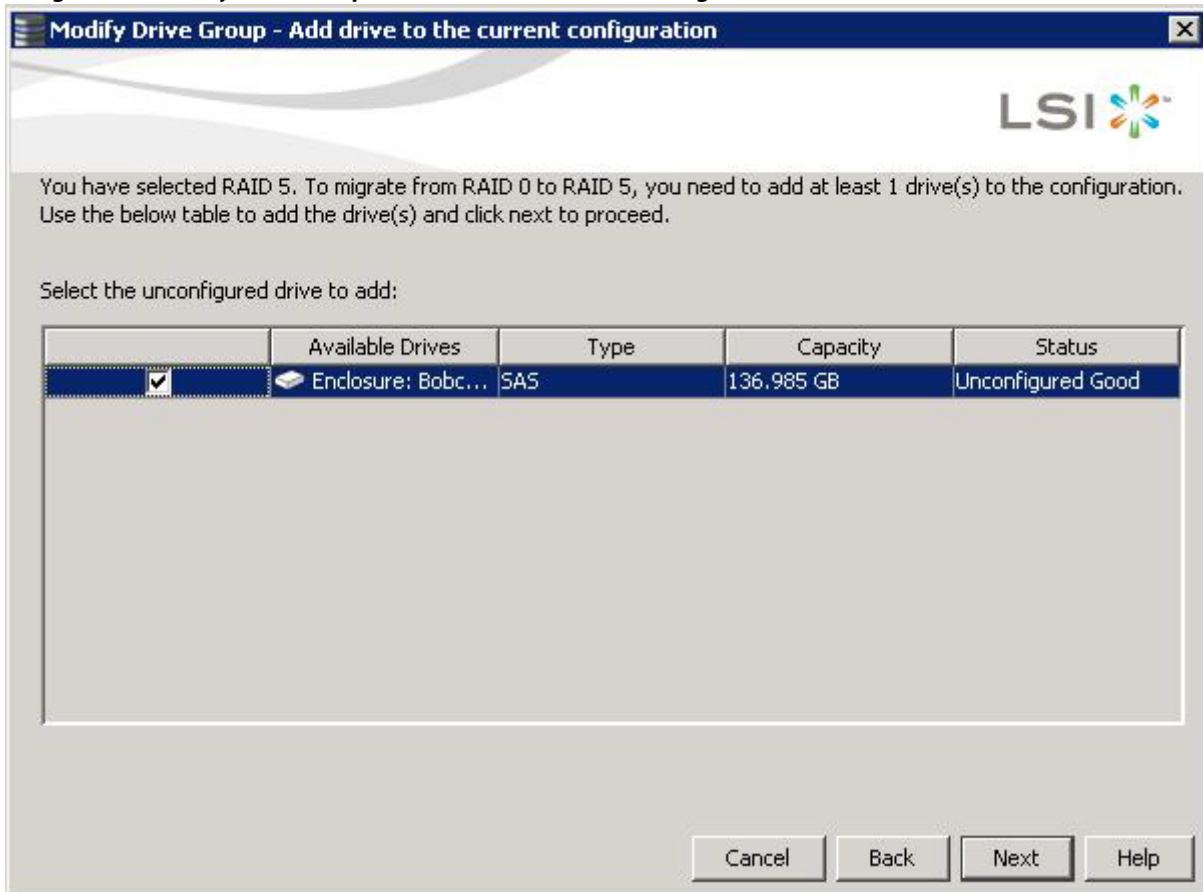 Modify Drive Group - Add drive to the current configuration
LSI
You have selected RAID 5. To migrate from RAID 0 to RAID 5, you need to add at least 1 drive(s) to the configuration.
Use the below table to add the drive(s) and click next to proceed.
Select the unconfigured drive to add:
Available Drives Type Capacity Status
Enclosure: Bobc... SAS 136.985 GB Unconfigured Good
Cancel Back Next Help